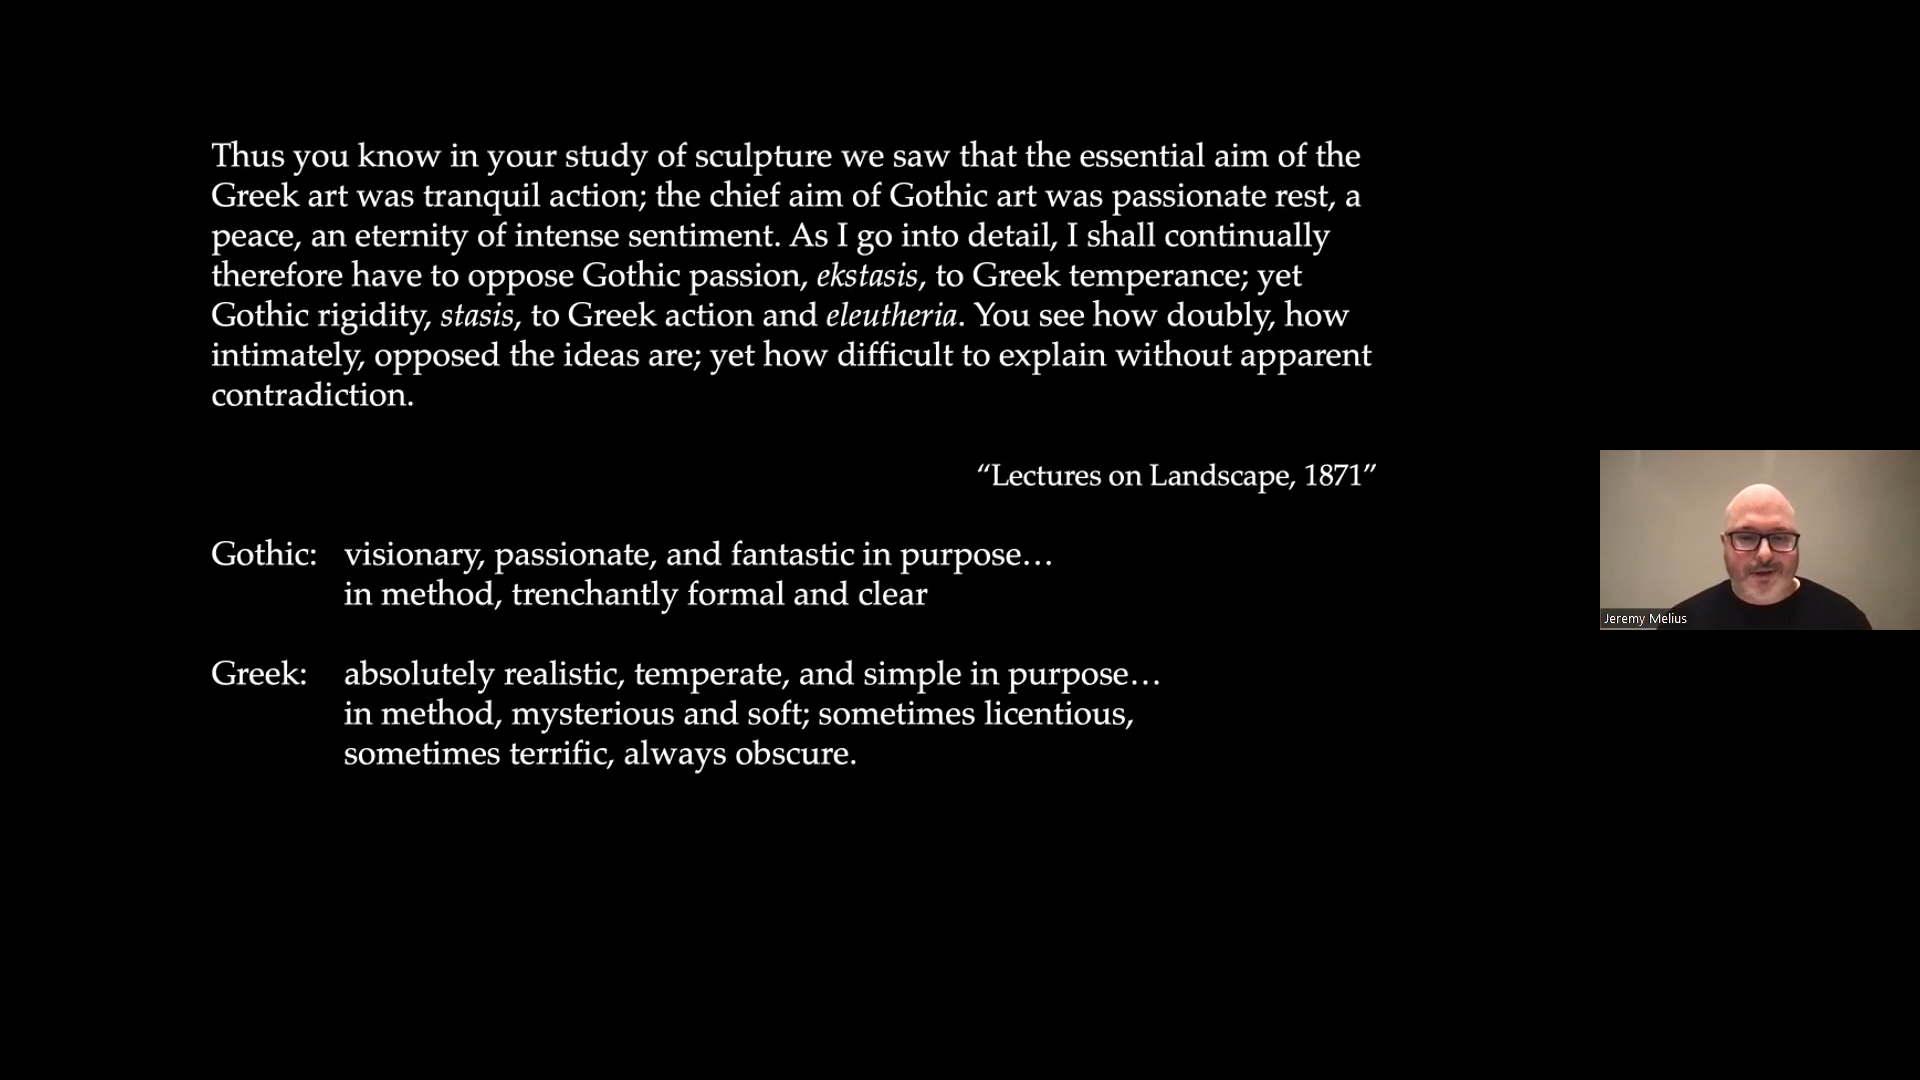 Thus you know in your study of sculpture we saw that the essential aim of the
Greek art was tranquil action; the chief aim of Gothic art was passionate rest, a
peace, an eternity of intense sentiment. As I go into detail, I shall continually
therefore have to oppose Gothic passion, ekstasis, to Greek temperance; yet
Gothic rigidity, stasis, to Greek action and eleutheria. You see how doubly, how
intimately, opposed the ideas are; yet how difficult to explain without apparent
contradiction.
“Lectures on Landscape, 1871”
Gothic: visionary, passionate, and fantastic in purpose…
in method, trenchantly formal and clear
Greek: absolutely realistic, temperate, and simple in purpose…
in method, mysterious and soft; sometimes licentious,
sometimes terrific, always obscure.
Jeremy Melius